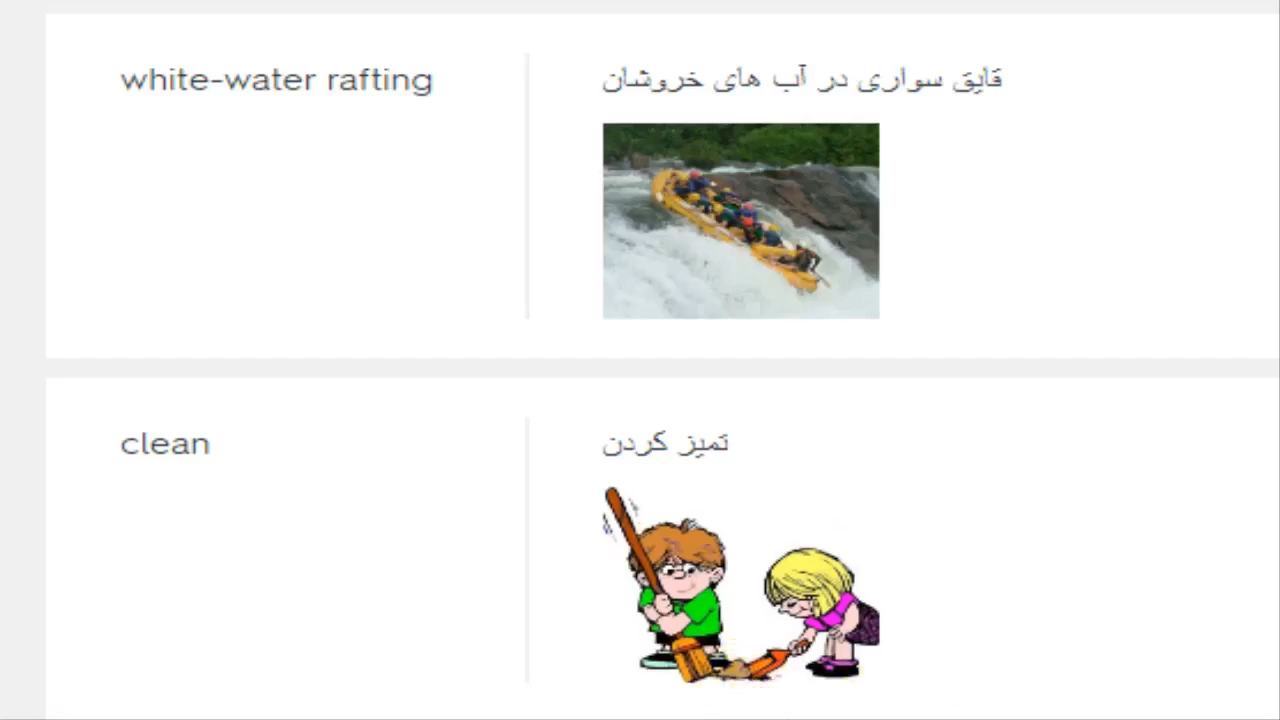 white-water rafting
قایق سواری در آب های خروشان
clean
تمیز کردن